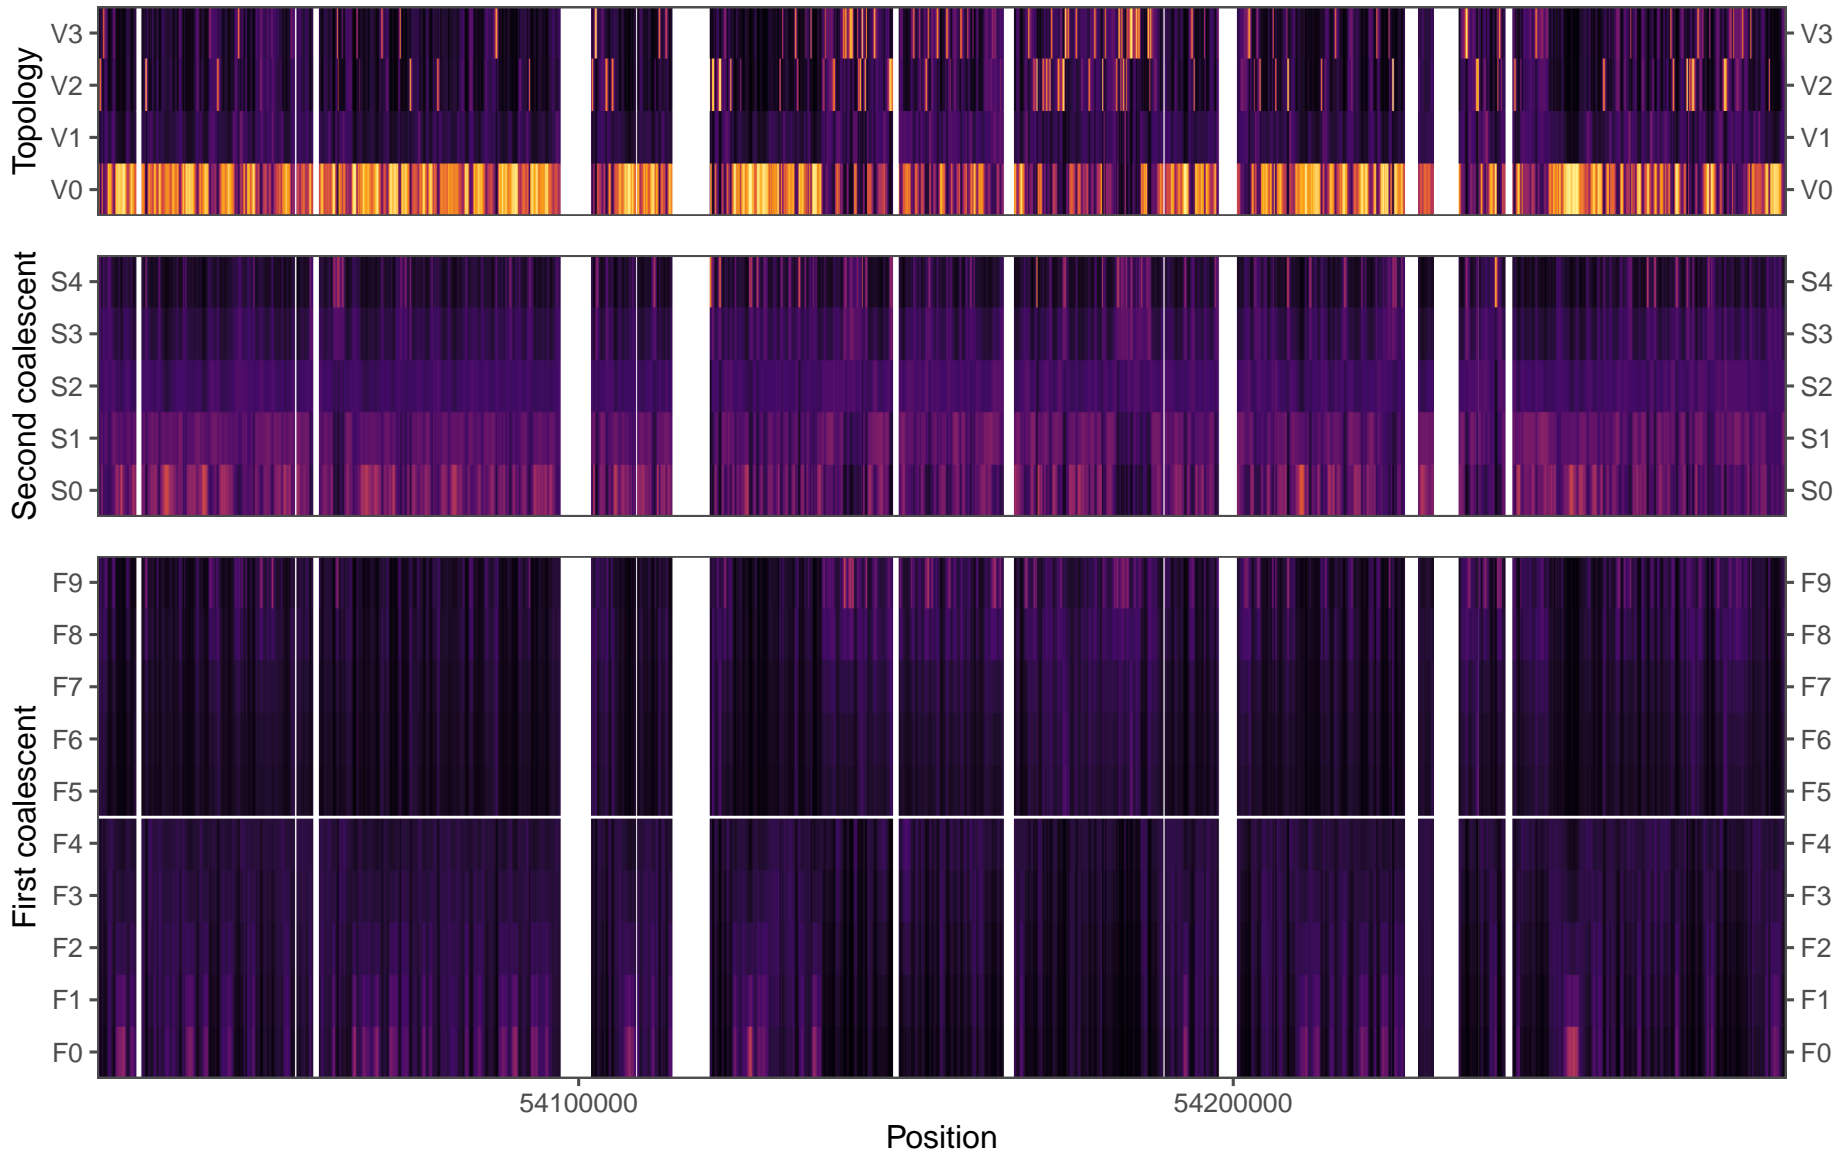 Topology
V3 V3
V2 V2
V1 V1
V0 V0
Second coalescent
S4 S4
S3 S3
S2 S2
S1 S1
S0 S0
First coalescent
F9 F9
F8 F8
F7 F7
F6 F6
F5 F5
F4 F4
F3 F3
F2 F2
F1 F1
F0 F0
54100000 54200000
Position